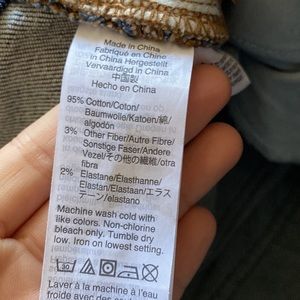 Made in China
Fabriqué en Chine
in China Hergestellt
Vervaardigd in China
中国製
Hecho en China
95% Cotton/Coton/
Baumwolle/Katoen/綿/
algodón
3% Other Fiber/Autre Fibre/
Sonstige Faser/Andere
Vezel/その他の繊維/otra
fibra
2% Elastane/Élasthanne/
Elastan/Elastaan/エラス
テーン/elastano
Machine wash cold with
like colors. Non-chlorine
bleach only. Tumble dry
low. Iron on lowest setting.
30
Laver à la machine à l'eau
froide avec des couleurs